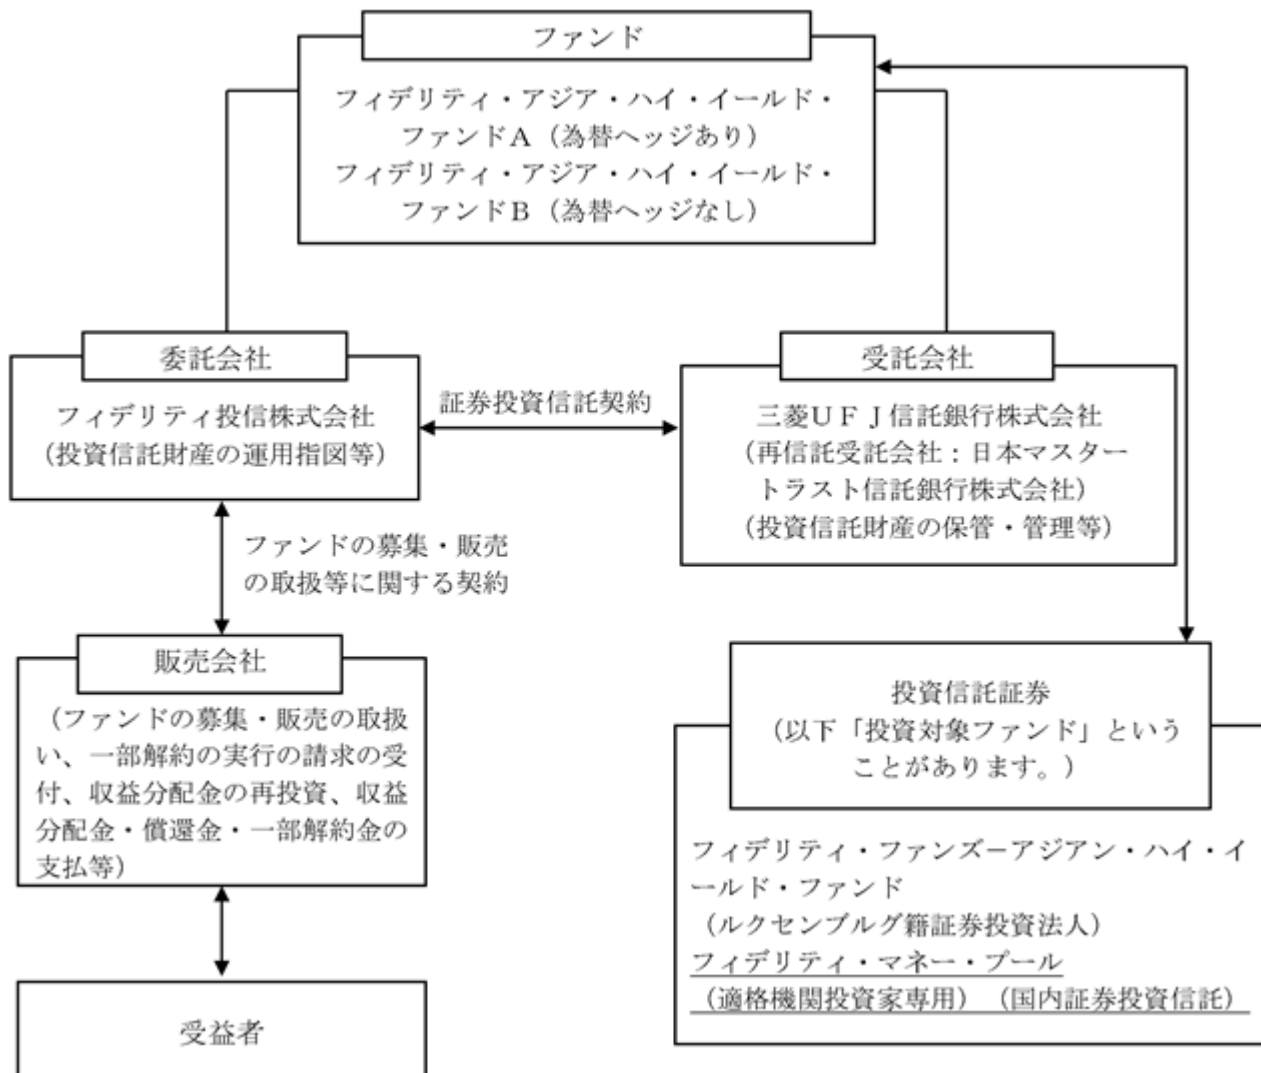 ファンド
フィデリティ・アジア・ハイ・イールド・
ファンドA（為替ヘッジあり）
フィデリティ・アジア・ハイ・イールド・
ファンドB（為替ヘッジなし）
委託会社
フィデリティ投信株式会社
（投資信託財産の運用指図等）
証券投資信託契約
受託会社
三菱UFJ信託銀行株式会社
（再信託受託会社：日本マスター
トラスト信託銀行株式会社）
（投資信託財産の保管・管理等）
ファンドの募集・販売
の取扱等に関する契約
販売会社
（ファンドの募集・販売の取扱
い、一部解約の実行の請求の受
付、収益分配金の再投資、収益
分配金・償還金・一部解約金の
支払等）
受益者
投資信託証券
（以下「投資対象ファンド」という
ことがあります。）
フィデリティ・ファンズ－アジアン・ハイ・イ
ールド・ファンド
（ルクセンブルグ籍証券投資法人）
フィデリティ・マネー・プール
（適格機関投資家専用）（国内証券投資信託）